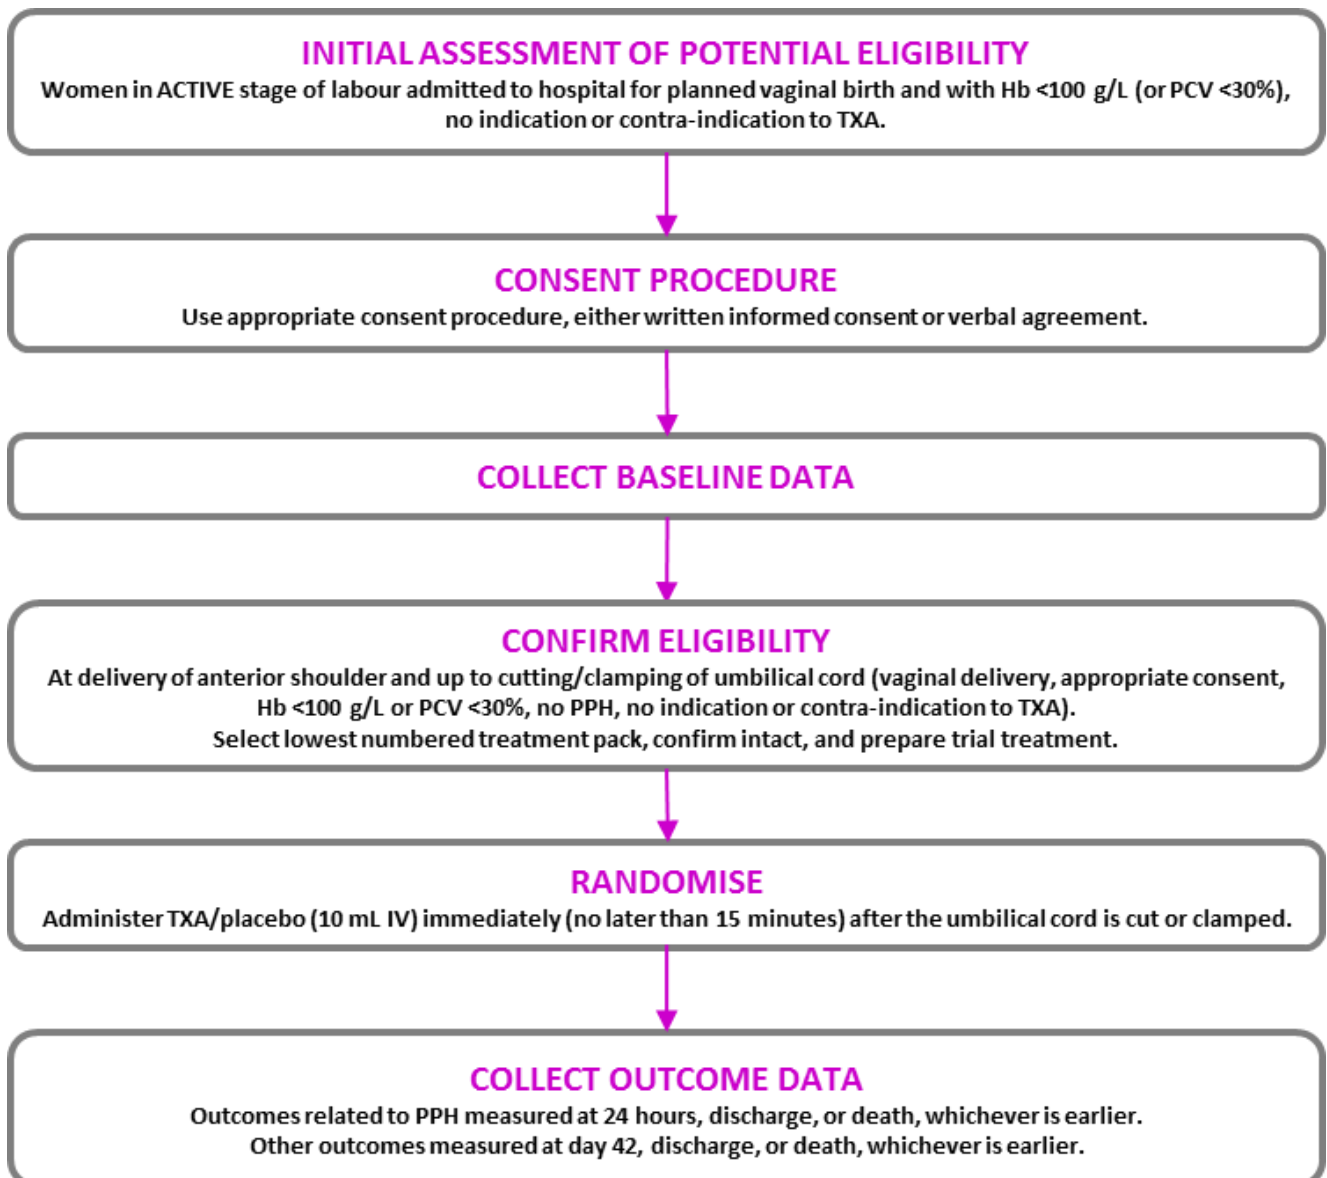 INITIAL ASSESSMENT OF POTENTIAL ELIGIBILITY
Women in ACTIVE stage of labour admitted to hospital for planned vaginal birth and with Hb <100 g/L (or PCV <30%),
no indication or contra-indication to TXA.
CONSENT PROCEDURE
Use appropriate consent procedure, either written informed consent or verbal agreement.
COLLECT BASELINE DATA
CONFIRM ELIGIBILITY
At delivery of anterior shoulder and up to cutting/clamping of umbilical cord (vaginal delivery, appropriate consent,
Hb <100 g/L or PCV <30%, no PPH, no indication or contra-indication to TXA).
Select lowest numbered treatment pack, confirm intact, and prepare trial treatment.
RANDOMISE
Administer TXA/placebo (10 mL IV) immediately (no later than 15 minutes) after the umbilical cord is cut or clamped.
COLLECT OUTCOME DATA
Outcomes related to PPH measured at 24 hours, discharge, or death, whichever is earlier.
Other outcomes measured at day 42, discharge, or death, whichever is earlier.